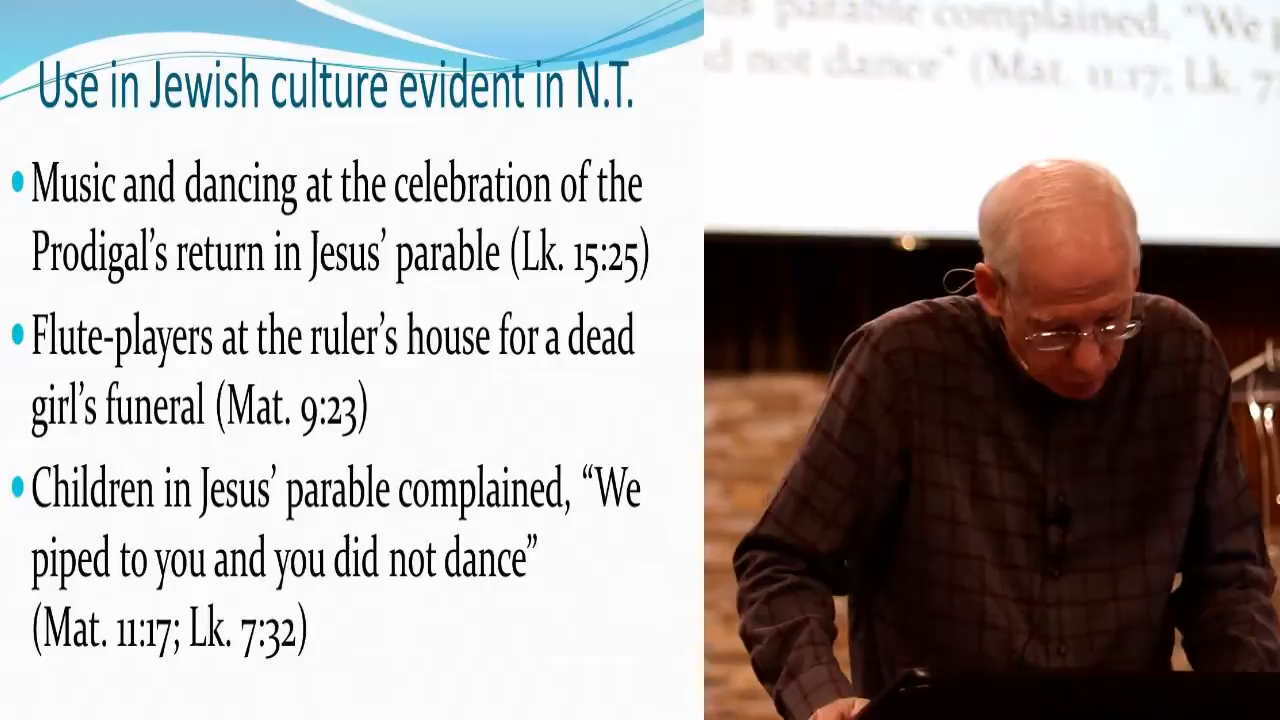 Use in Jewish culture evident in N.T.
•Music and dancing at the celebration of the
Prodigal’s return in Jesus’ parable (Lk. 15:25)
•Flute-players at the ruler’s house for a dead
girl’s funeral (Mat. 9:23)
•Children in Jesus’ parable complained, “We
piped to you and you did not dance”
(Mat. 11:17; Lk. 7:32)
parable complained, “We
not dance” (Mat. 11:17; Lk. 7